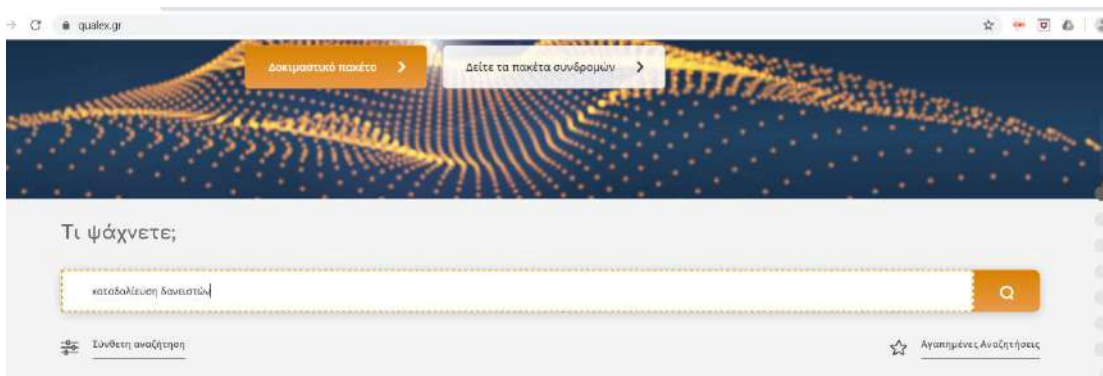 qualex.gr
Δοκιμαστικό πακέτο
Δείτε τα πακέτα συνδρομών
Τι ψάχνετε;
καταδολίευση δανειστών
Σύνθετη αναζήτηση
Αγαπημένες Αναζητήσεις